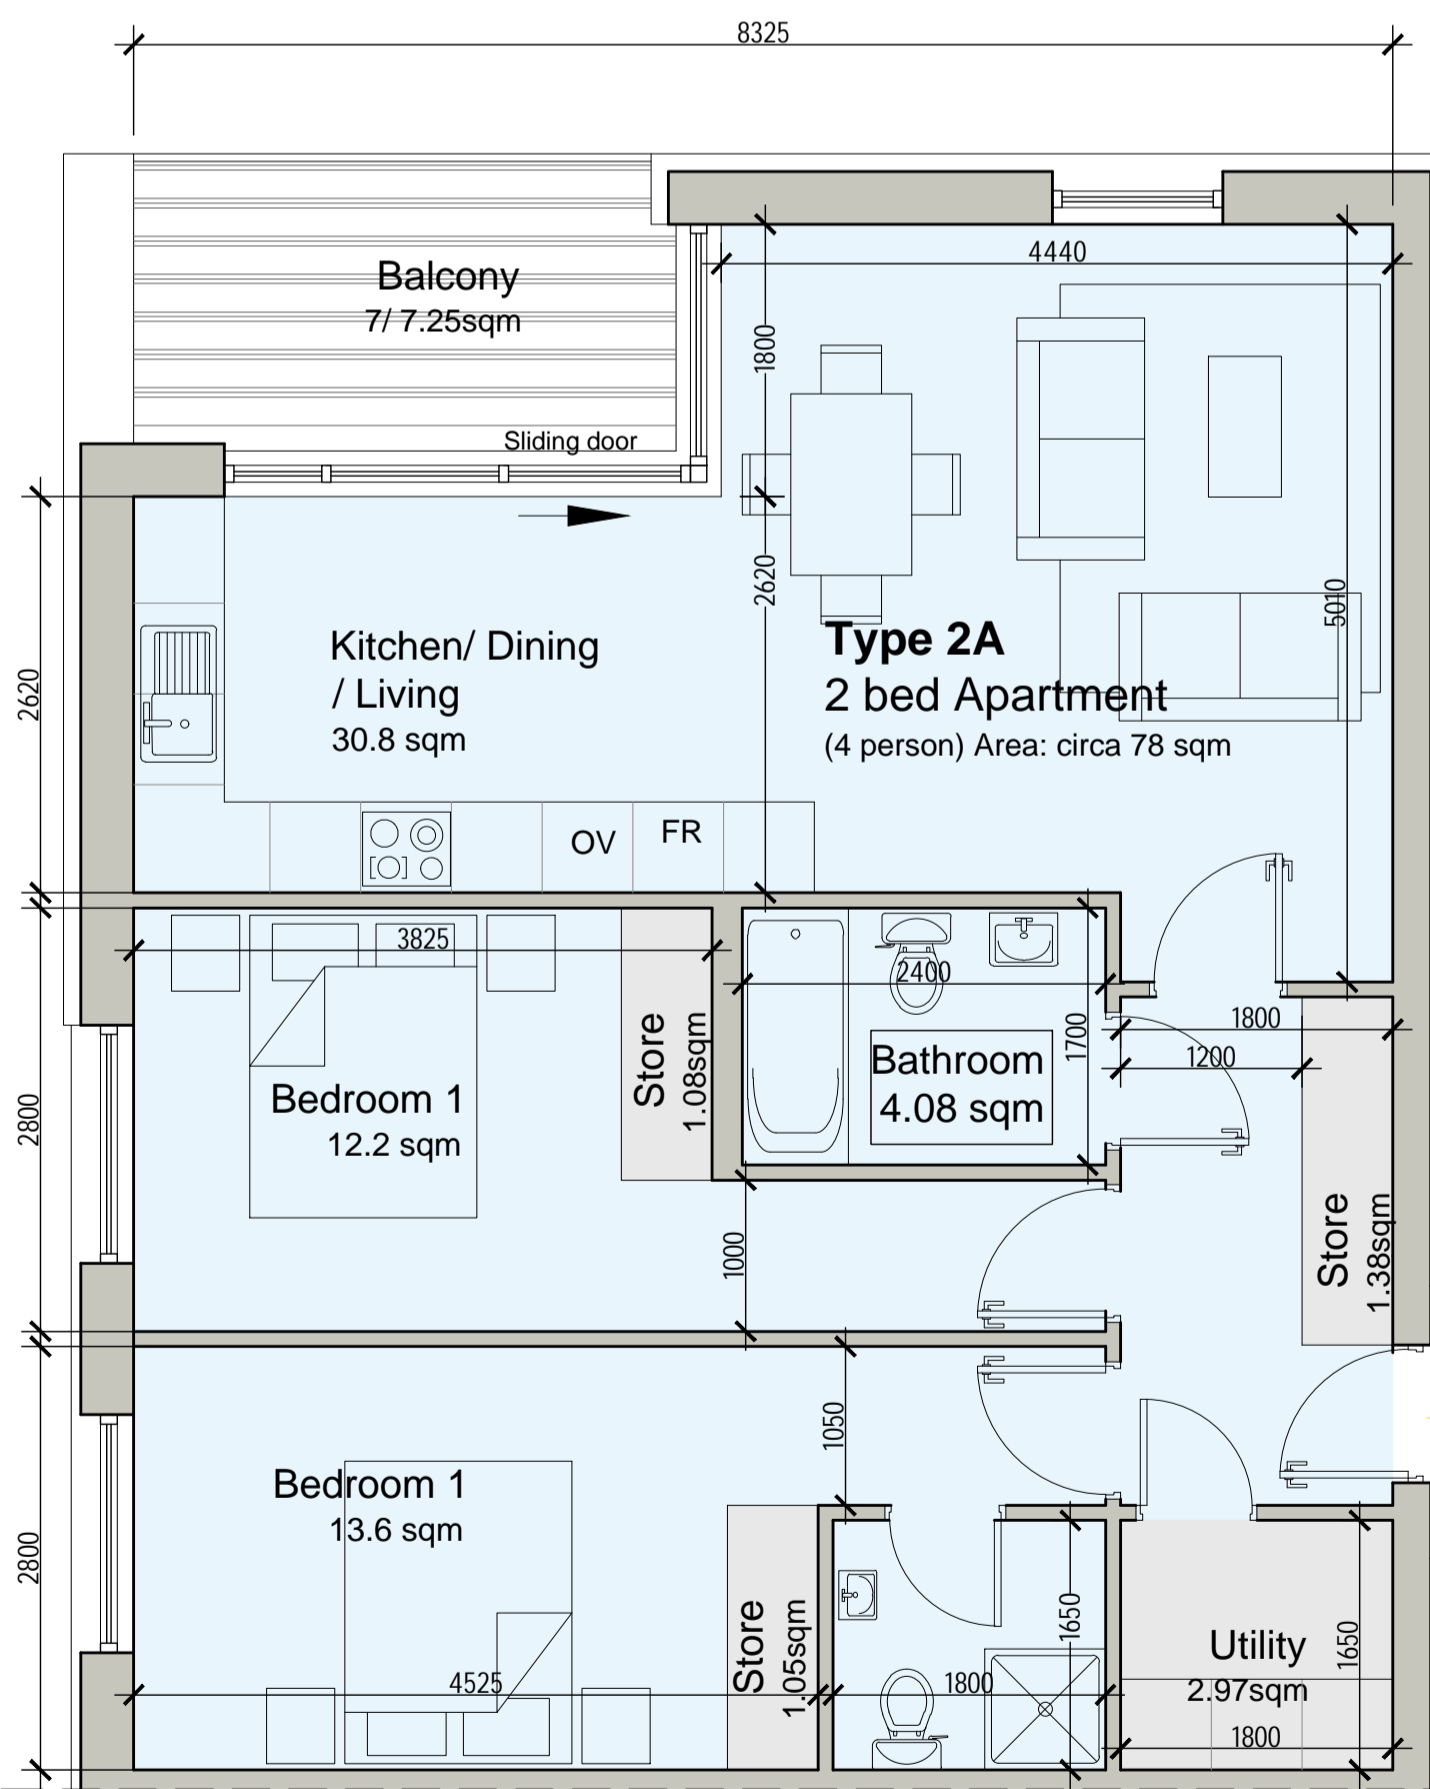 8325
4440
Balcony
7/ 7.25sqm
1800
Sliding door
2620
5010
Kitchen/ Dining
/ Living
30.8 sqm
Type 2A
2 bed Apartment
(4 person) Area: circa 78 sqm
2620
OV
FR
3825
2400
Store
1.08sqm
1700
1800
1200
Bathroom
4.08 sqm
Bedroom 1
12.2 sqm
2800
1000
Store
1.38sqm
1050
Bedroom 1
13.6 sqm
2800
Store
1.05sqm
1650
Utility
2.97sqm
1650
4525
1800
1800